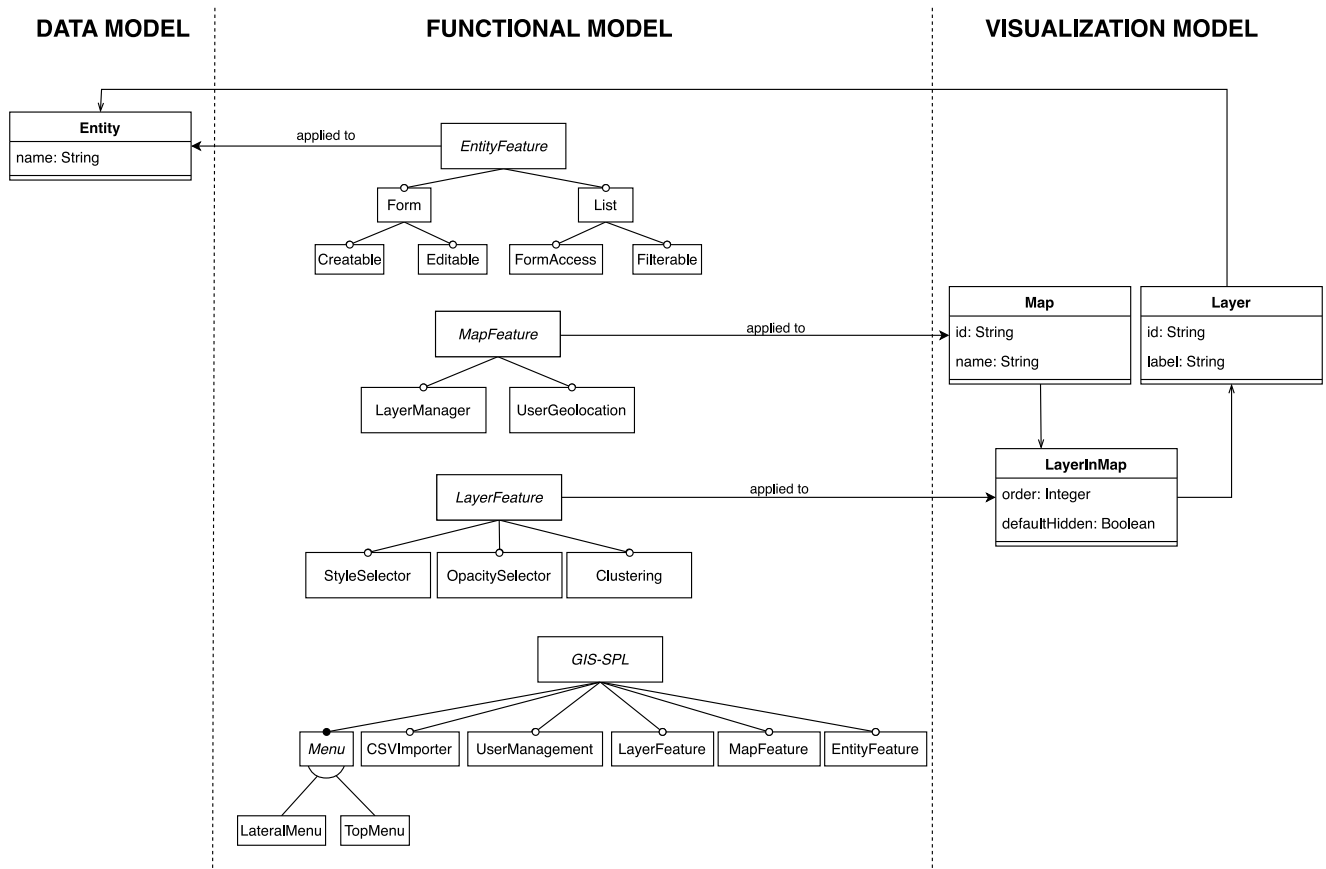 DATA MODEL
FUNCTIONAL MODEL
VISUALIZATION MODEL
Entity
name: String
applied to
EntityFeature
Form
List
Creatable
Editable
FormAccess
Filterable
MapFeature
applied to
Map
id: String
name: String
Layer
id: String
label: String
LayerManager
UserGeolocation
LayerFeature
applied to
LayerInMap
order: Integer
defaultHidden: Boolean
StyleSelector
OpacitySelector
Clustering
GIS-SPL
Menu
CSVImporter
UserManagement
LayerFeature
MapFeature
EntityFeature
LateralMenu
TopMenu